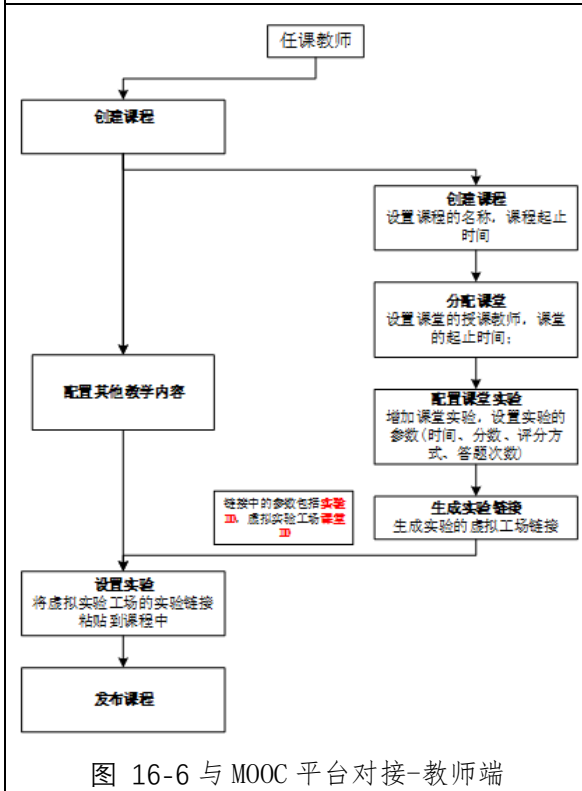 任课教师
创建课程
创建课程
设置课程的名称，课程起止
时间
分配课堂
设置课堂的授课教师，课堂
的起止时间；
配置其他教学内容
配置课堂实验
增加课堂实验，设置实验的
参数(时间、分数、评分方
式、答题次数)
链接中的参数包括实验
ID，虚拟实验工场课堂
ID
生成实验链接
生成实验的虚拟工场链接
设置实验
将虚拟实验工场的实验链接
粘贴到课程中
发布课程
图 16-6 与 MOOC 平台对接-教师端